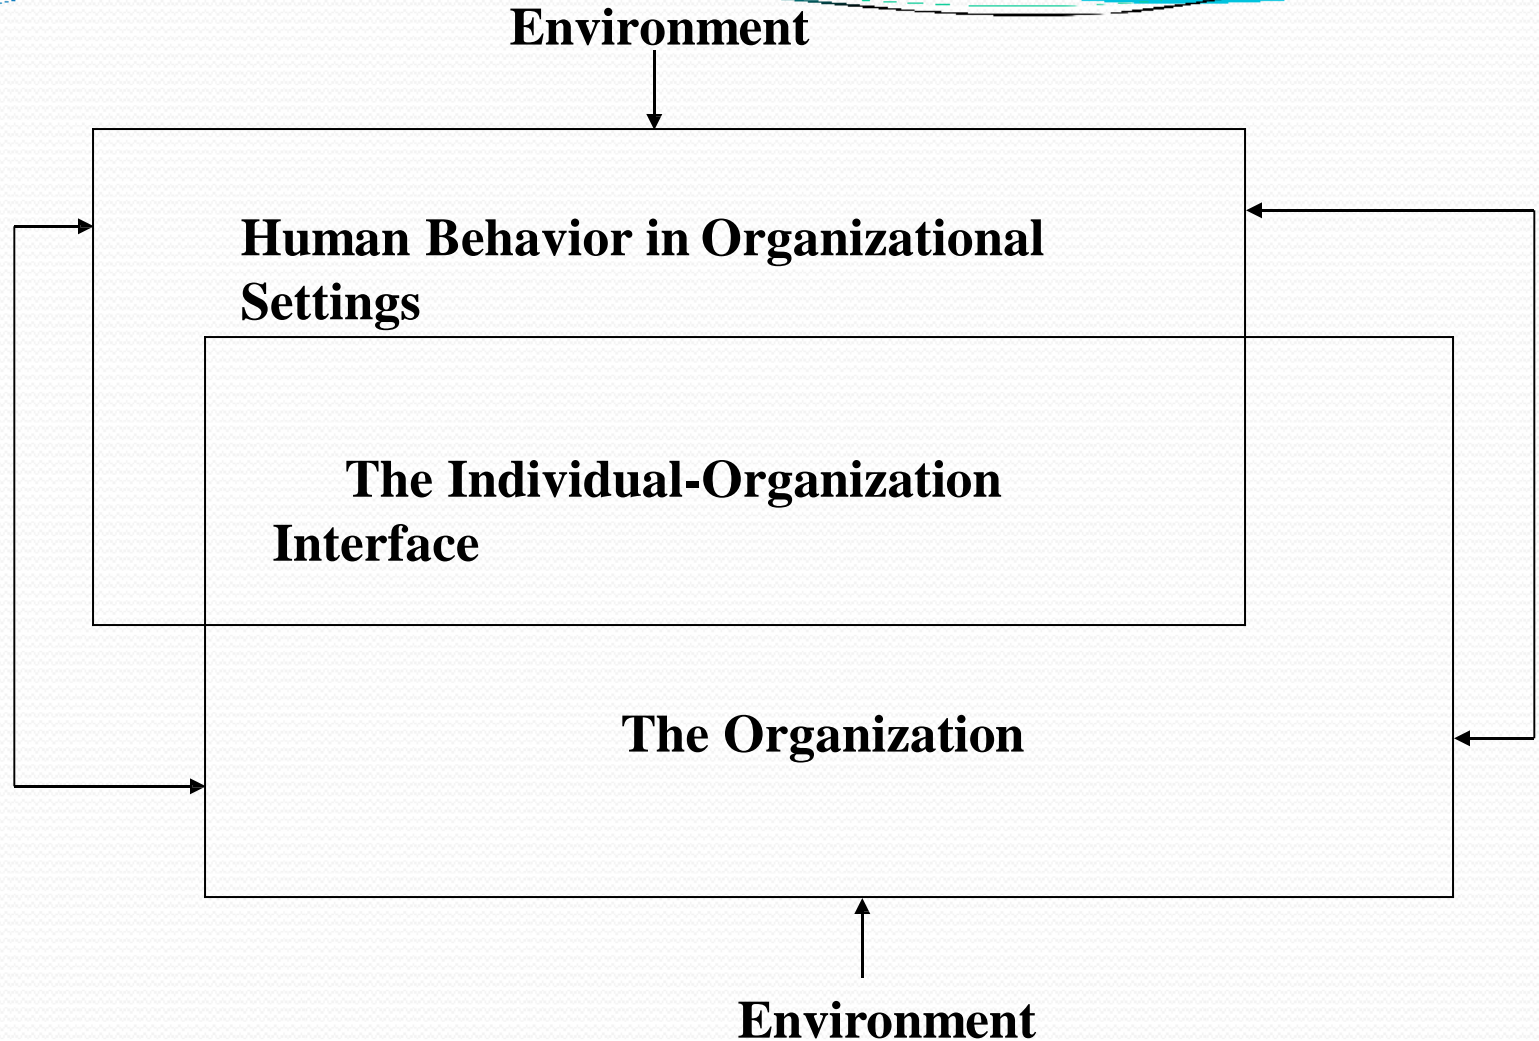 Environment
Human Behavior in Organizational
Settings
The Individual-Organization
Interface
The Organization
Environment